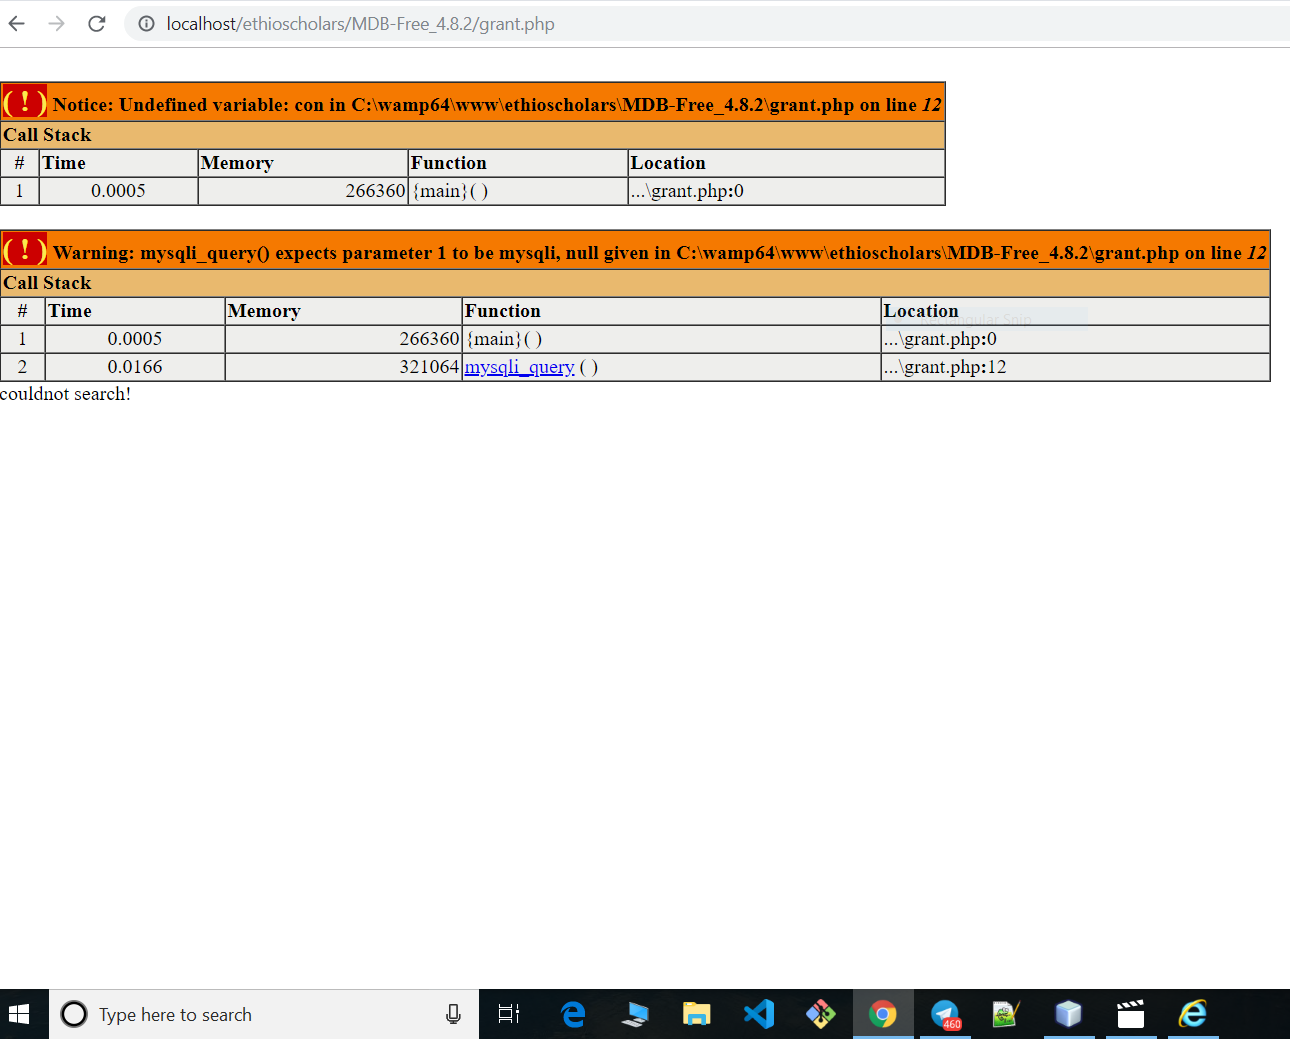 localhost/ethioscholars/MDB-Free_4.8.2/grant.php
( ! ) Notice: Undefined variable: con in C:\wamp64\www\ethioscholars\MDB-Free_4.8.2\grant.php on line 12
Call Stack
# Time Memory Function Location
1 0.0005 266360 {main}( ) ...\grant.php:0
( ! ) Warning: mysqli_query() expects parameter 1 to be mysqli, null given in C:\wamp64\www\ethioscholars\MDB-Free_4.8.2\grant.php on line 12
Call Stack
# Time Memory Function Location
Rectangular Snip
1 0.0005 266360 {main}( ) ...\grant.php:0
2 0.0166 321064 mysqli_query ( ) ...\grant.php:12
couldnot search!
Type here to search
460